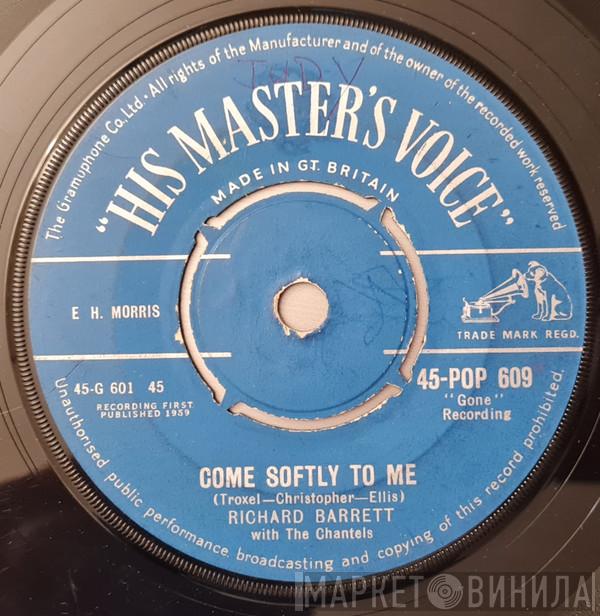 The Gramophone Co., Ltd. · All rights of the Manufacturer and of the owner of the recorded work reserved
JUDY
"HIS MASTER'S VOICE"
MADE IN GT. BRITAIN
E H. MORRIS
TRADE MARK REGD.
45-G 601 45
RECORDING FIRST
PUBLISHED 1959
45-POP 609
"Gone"
Recording
COME SOFTLY TO ME
(Troxel—Christopher—Ellis)
RICHARD BARRETT
with The Chantels
Unauthorised public performance, broadcasting and copying of this record prohibited.
МАРКЕТ ВИНИЛА